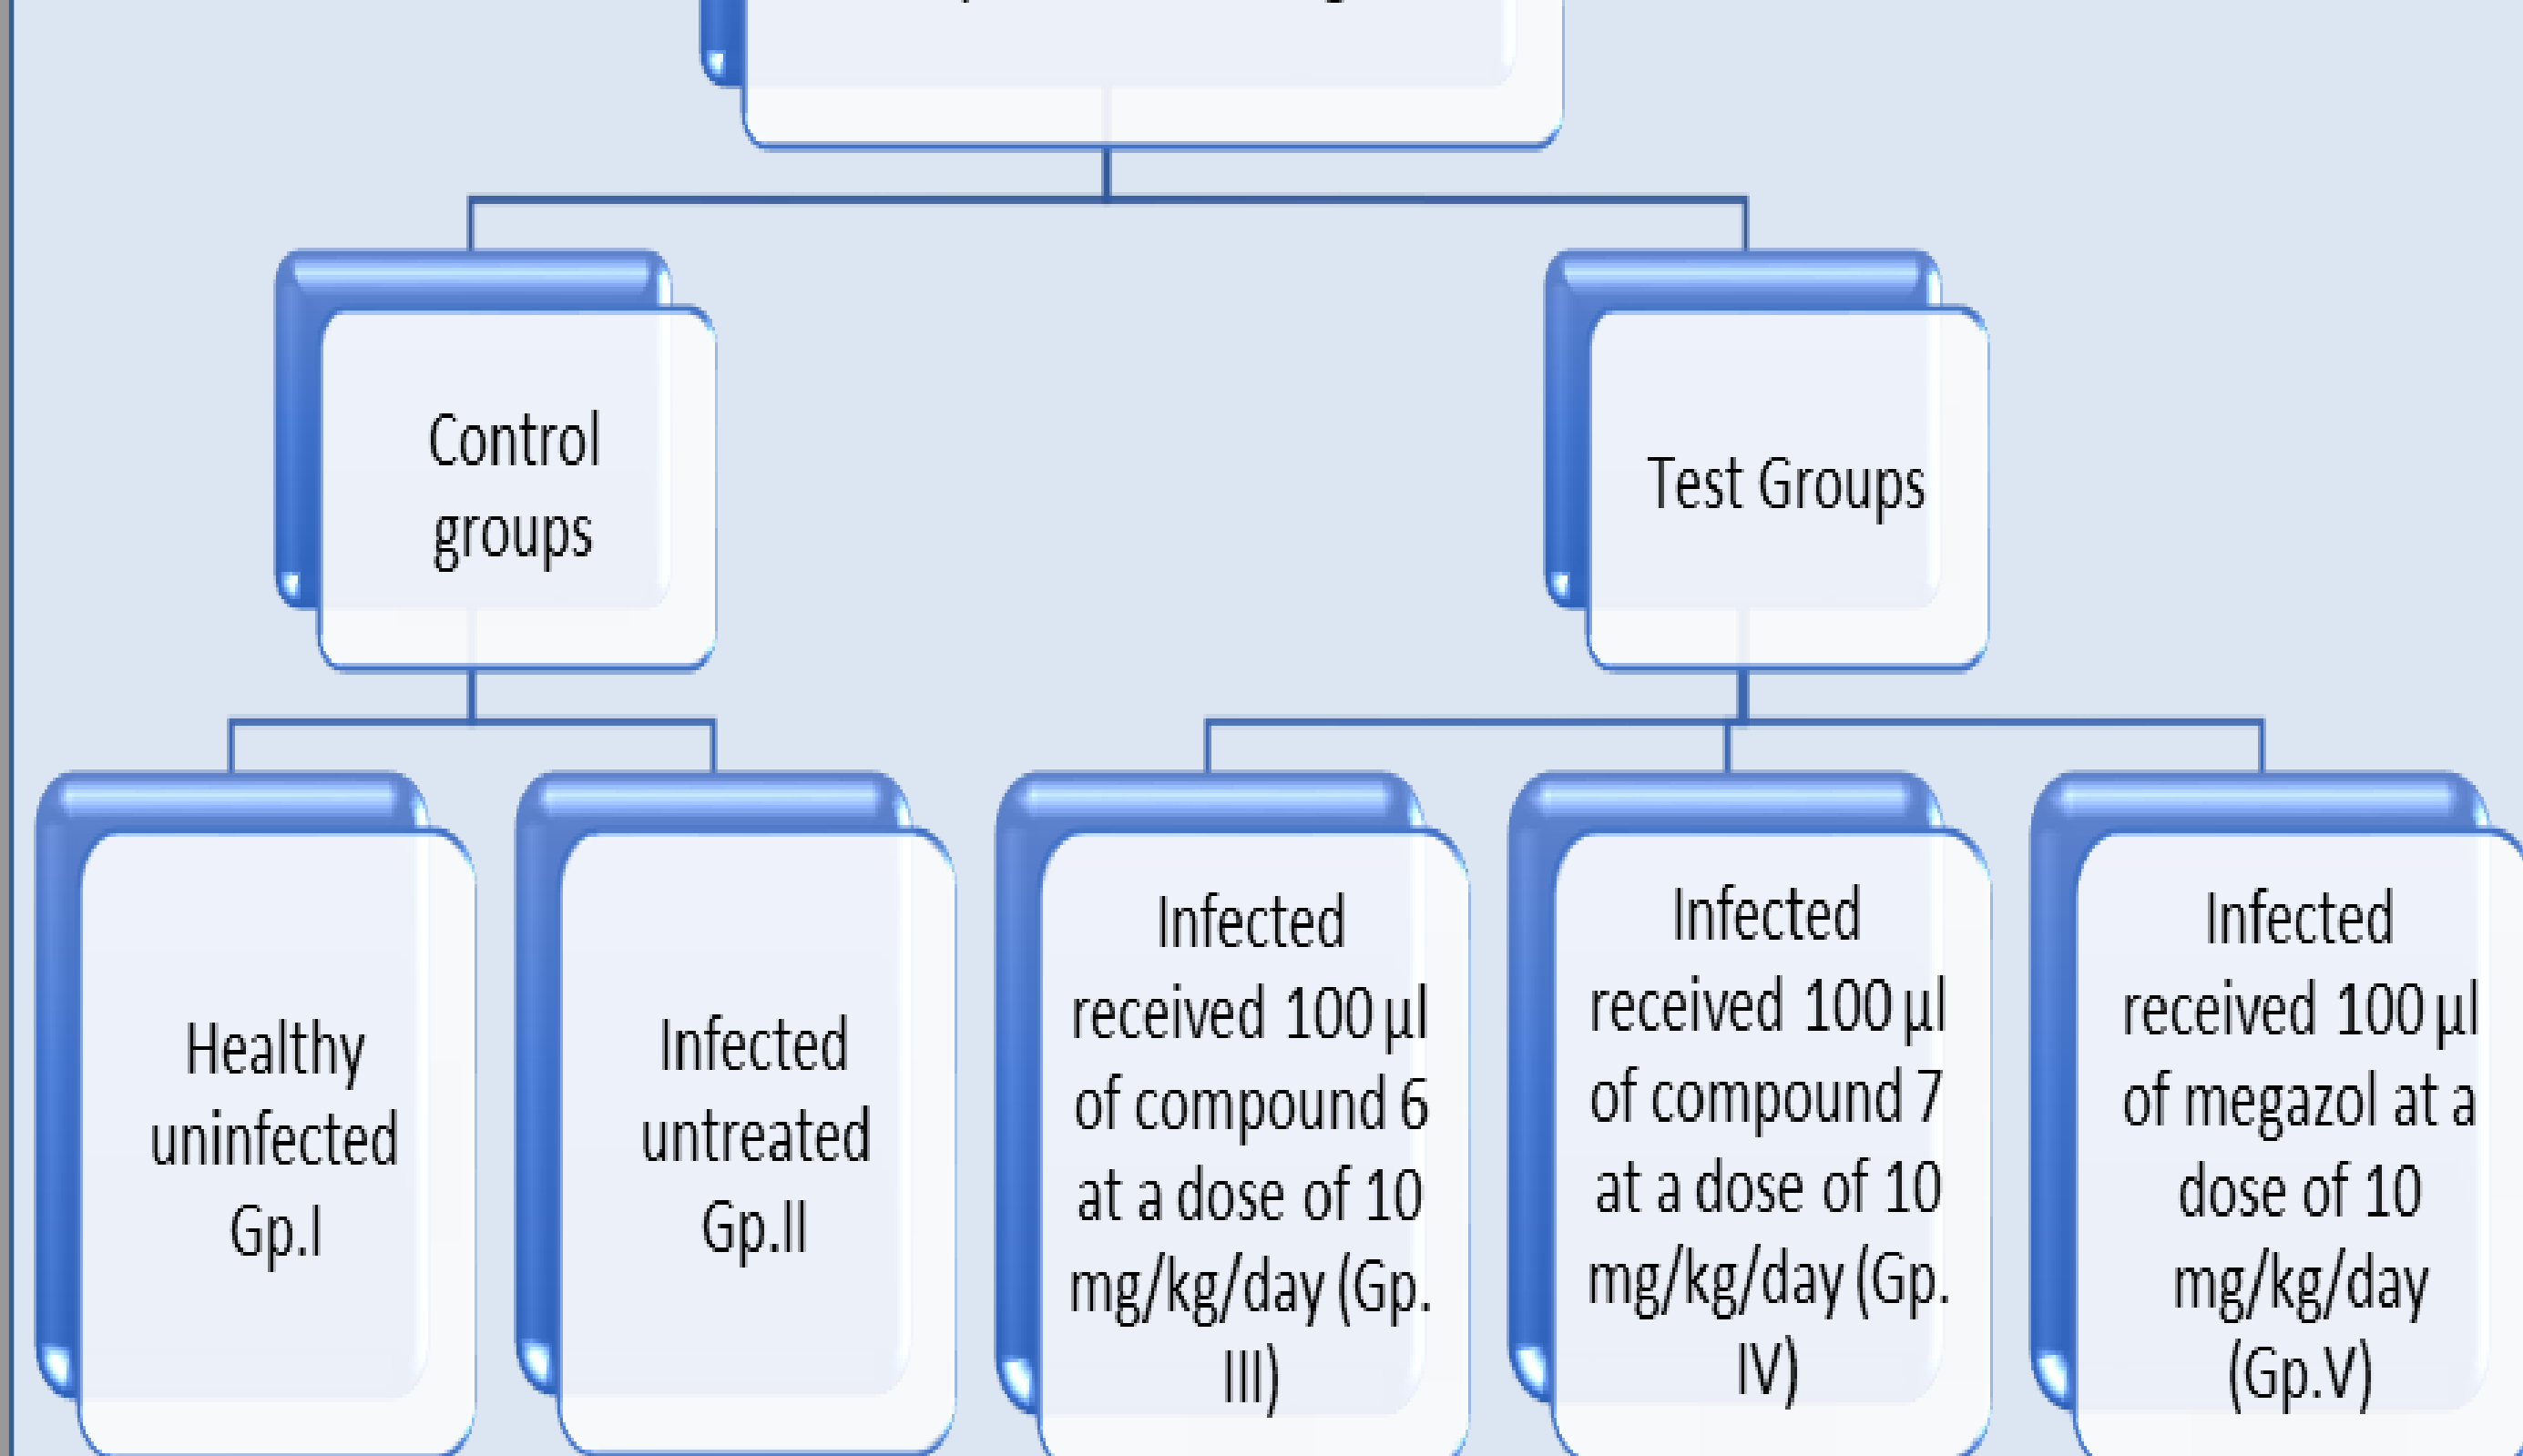 Control
groups
Test Groups
Healthy
uninfected
Gp.I
Infected
untreated
Gp.II
Infected
received 100 µl
of compound 6
at a dose of 10
mg/kg/day (Gp.
III)
Infected
received 100 µl
of compound 7
at a dose of 10
mg/kg/day (Gp.
IV)
Infected
received 100 µl
of megazol at a
dose of 10
mg/kg/day
(Gp.V)